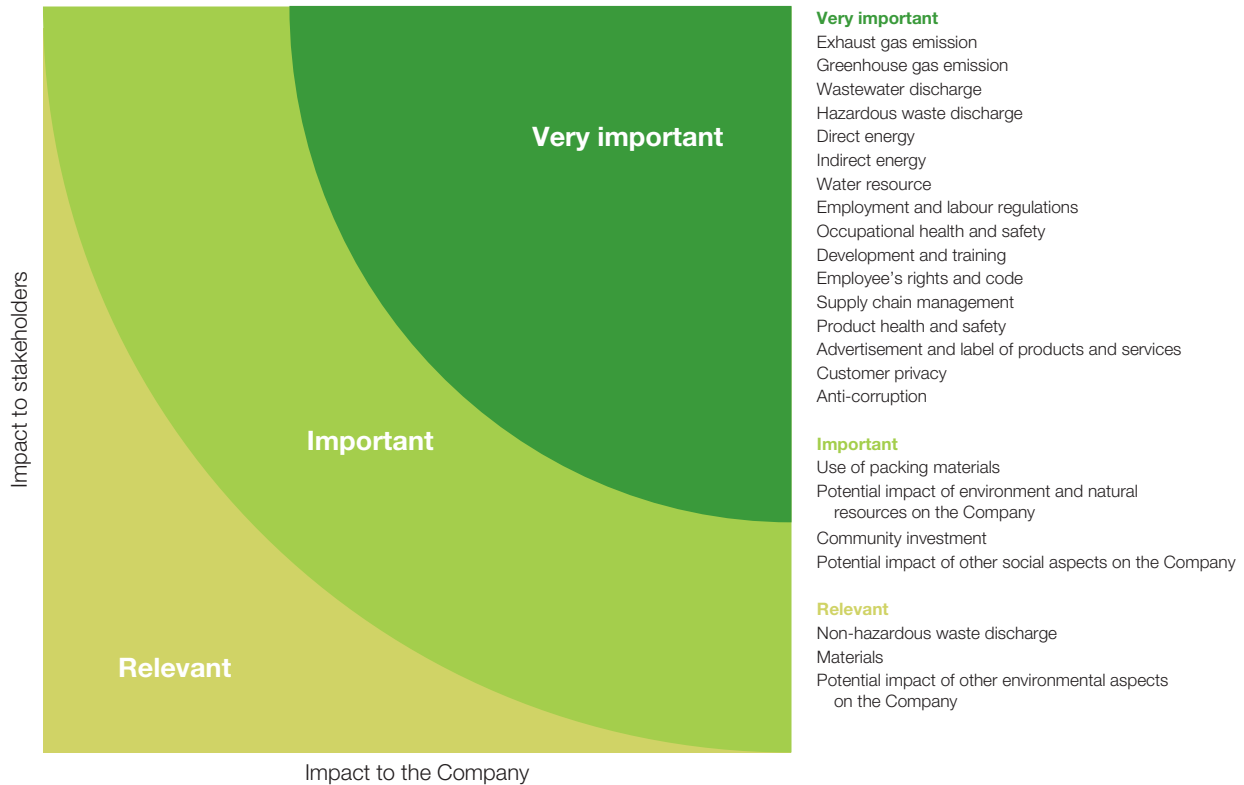 Impact to stakeholders
Very important
Important
Relevant
Impact to the Company
Very important
Exhaust gas emission
Greenhouse gas emission
Wastewater discharge
Hazardous waste discharge
Direct energy
Indirect energy
Water resource
Employment and labour regulations
Occupational health and safety
Development and training
Employee's rights and code
Supply chain management
Product health and safety
Advertisement and label of products and services
Customer privacy
Anti-corruption
Important
Use of packing materials
Potential impact of environment and natural
resources on the Company
Community investment
Potential impact of other social aspects on the Company
Relevant
Non-hazardous waste discharge
Materials
Potential impact of other environmental aspects
on the Company